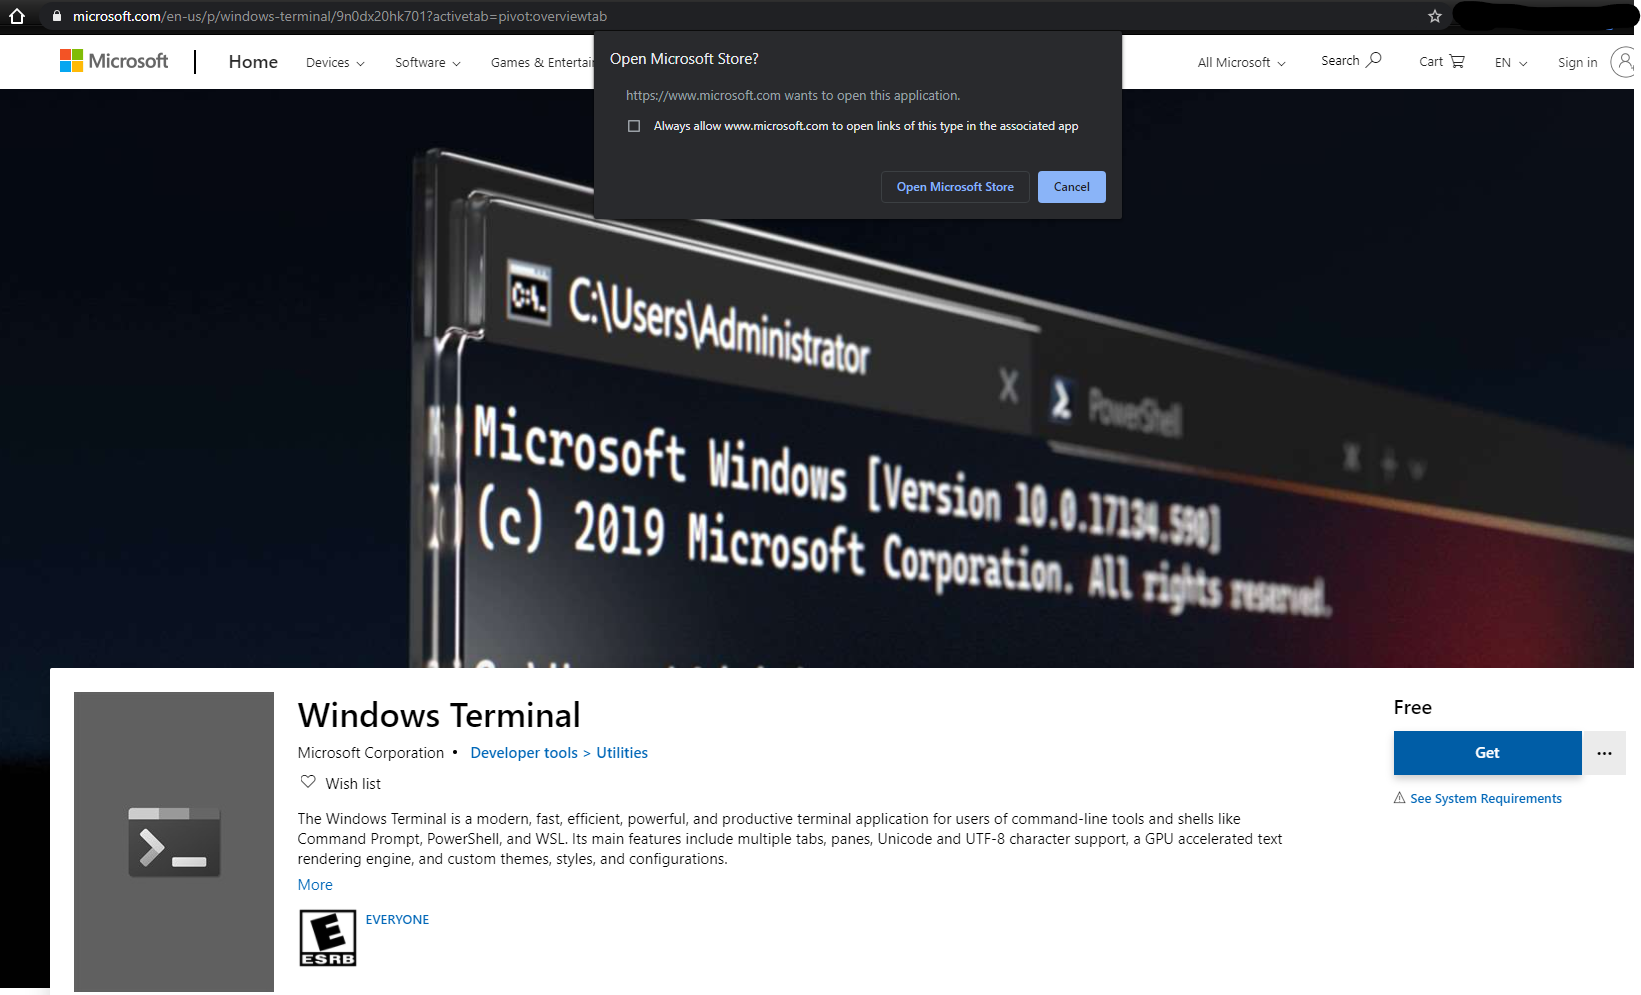 microsoft.com/en-us/p/windows-terminal/9n0dx20hk701?activetab=pivot:overviewtab
Microsoft
Home
Devices
Software
Games & Entertain
All Microsoft
Search
Cart
EN
Sign in
Open Microsoft Store?
https://www.microsoft.com wants to open this application.
Always allow www.microsoft.com to open links of this type in the associated app
Open Microsoft Store
Cancel
C:\_
C:\Users\Administrator
X
PowerShell
X + v
Microsoft Windows [Version 10.0.17134.590]
(c) 2019 Microsoft Corporation. All rights reserved.
Windows Terminal
Microsoft Corporation • Developer tools > Utilities
Wish list
The Windows Terminal is a modern, fast, efficient, powerful, and productive terminal application for users of command-line tools and shells like
Command Prompt, PowerShell, and WSL. Its main features include multiple tabs, panes, Unicode and UTF-8 character support, a GPU accelerated text
rendering engine, and custom themes, styles, and configurations.
More
E
ESRB
EVERYONE
Free
Get
...
See System Requirements